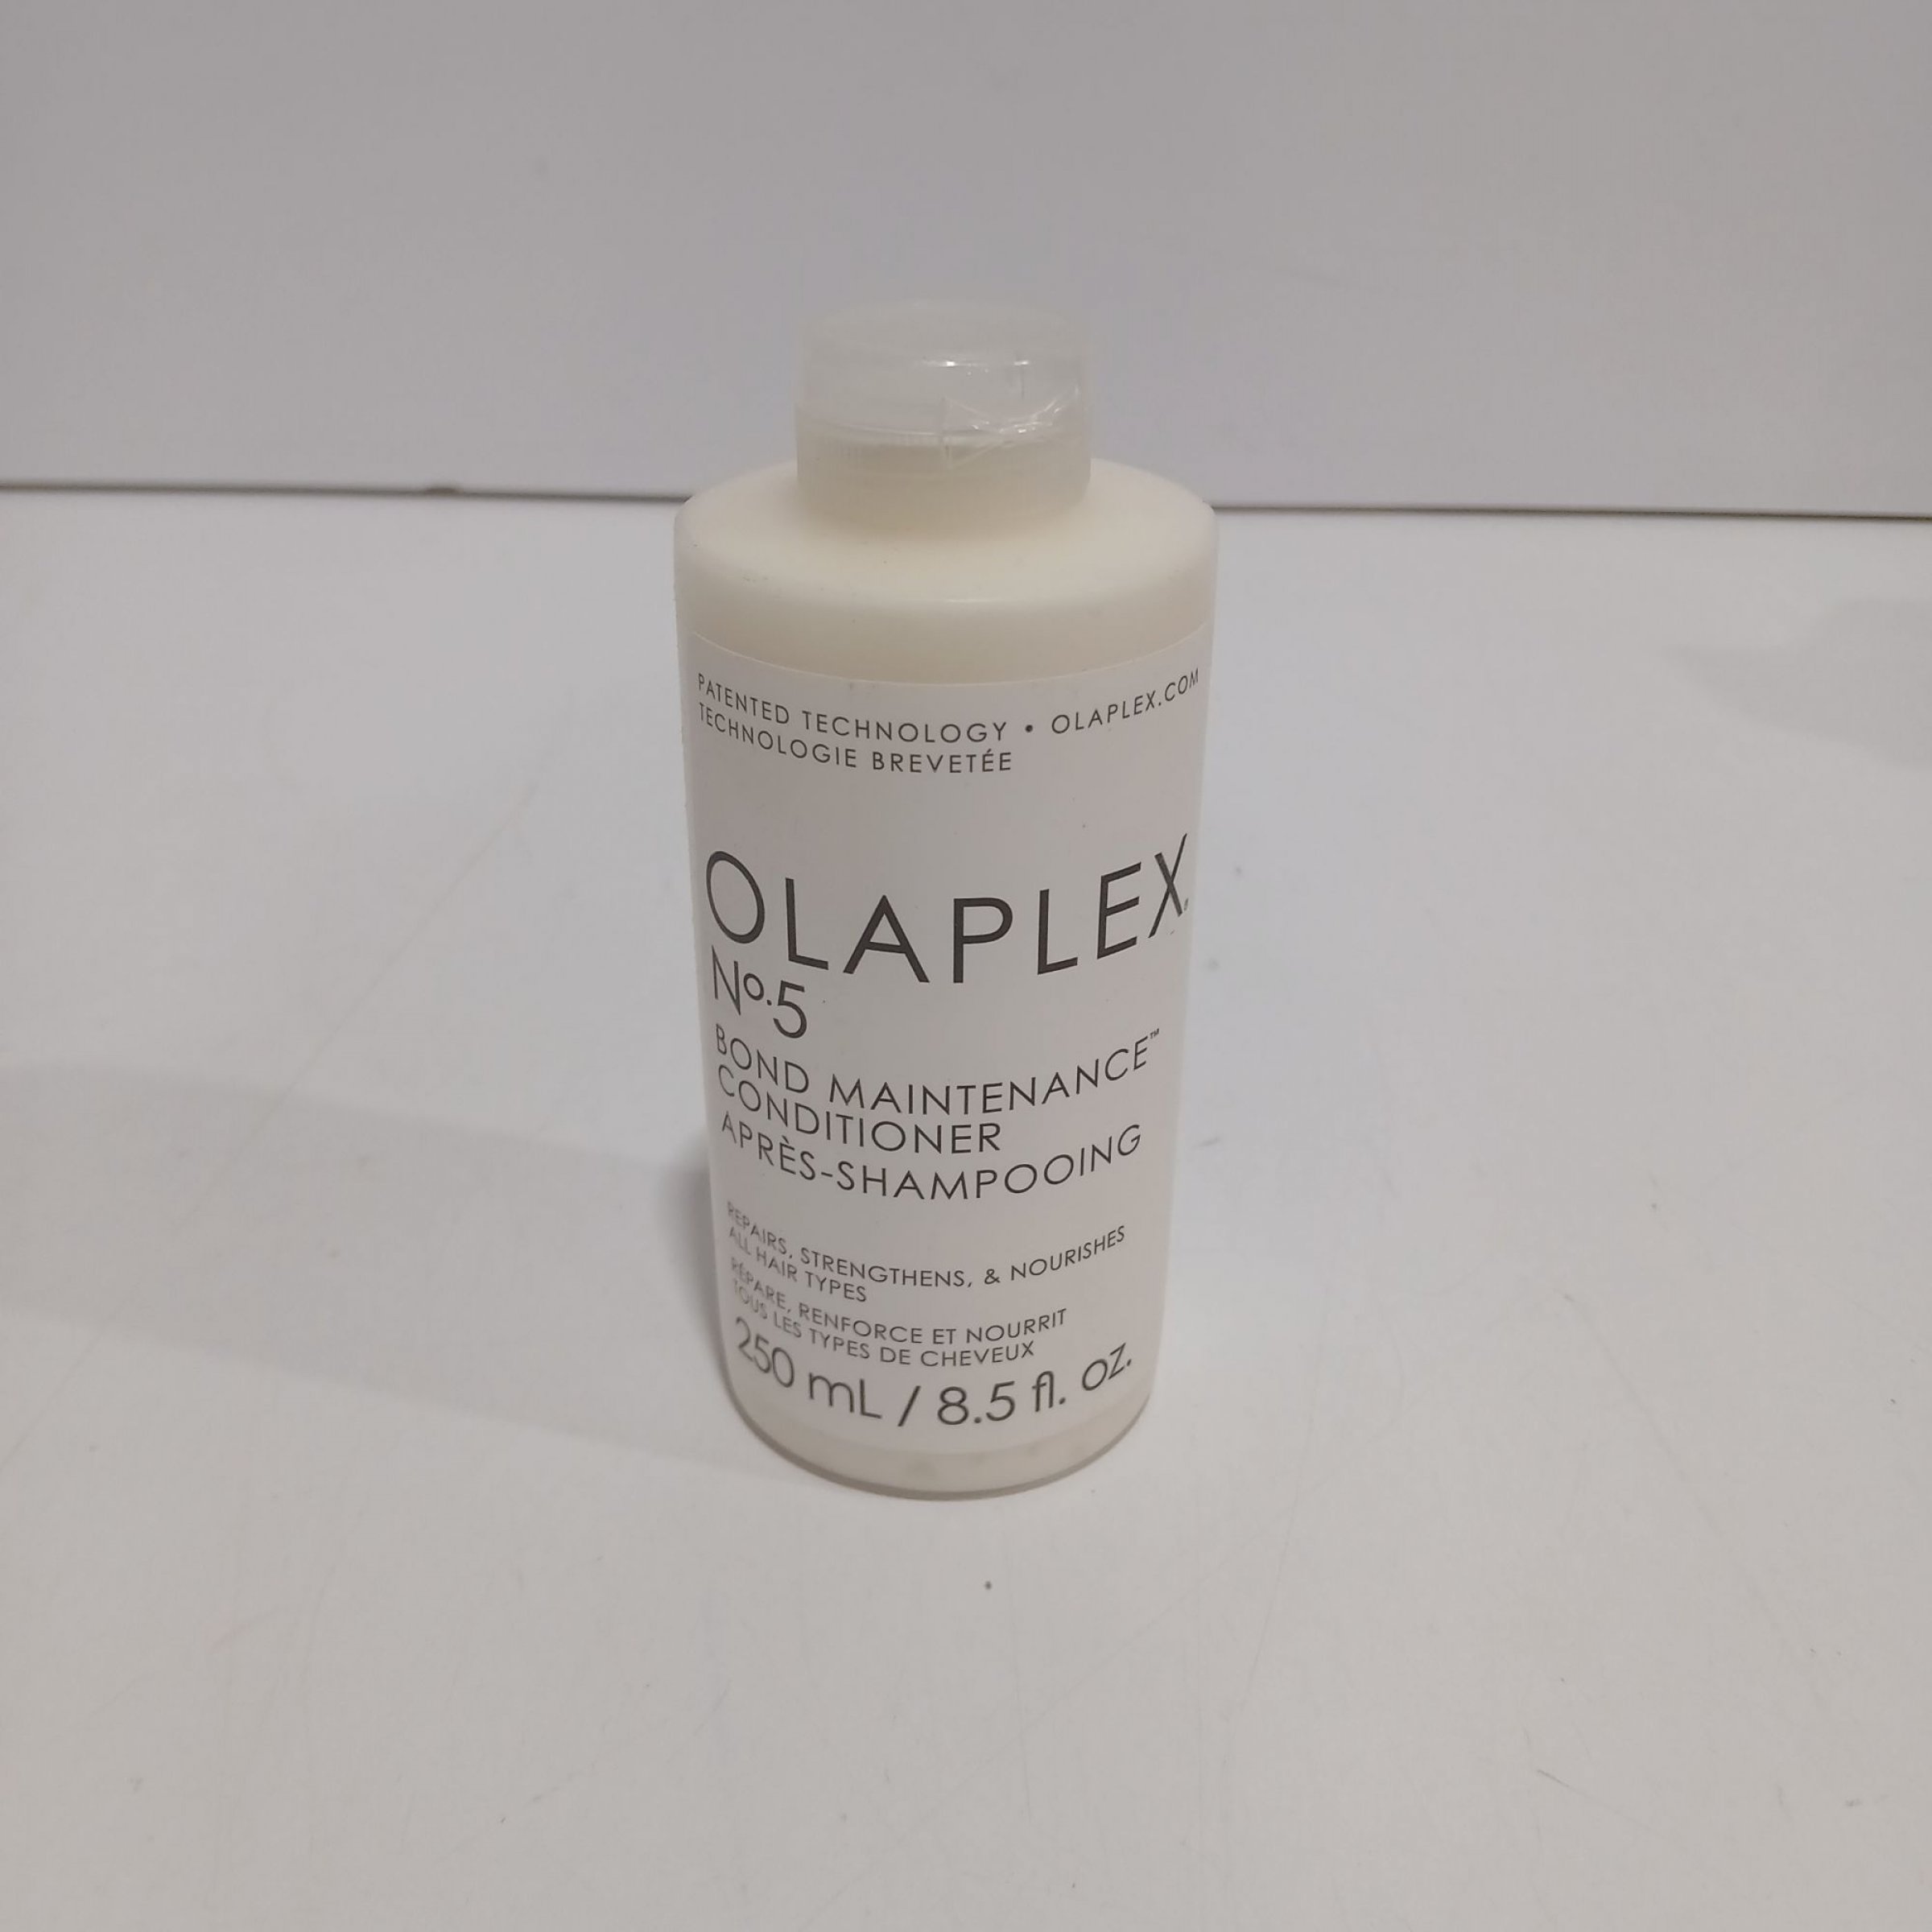 PATENTED TECHNOLOGY • OLAPLEX.COM
TECHNOLOGIE BREVETÉE
OLAPLEX®
Nº.5
BOND MAINTENANCE™
CONDITIONER
APRÈS-SHAMPOOING
REPAIRS, STRENGTHENS, & NOURISHES
ALL HAIR TYPES
RÉPARE, RENFORCE ET NOURRIT
TOUS LES TYPES DE CHEVEUX
250 mL / 8.5 fl. oz.